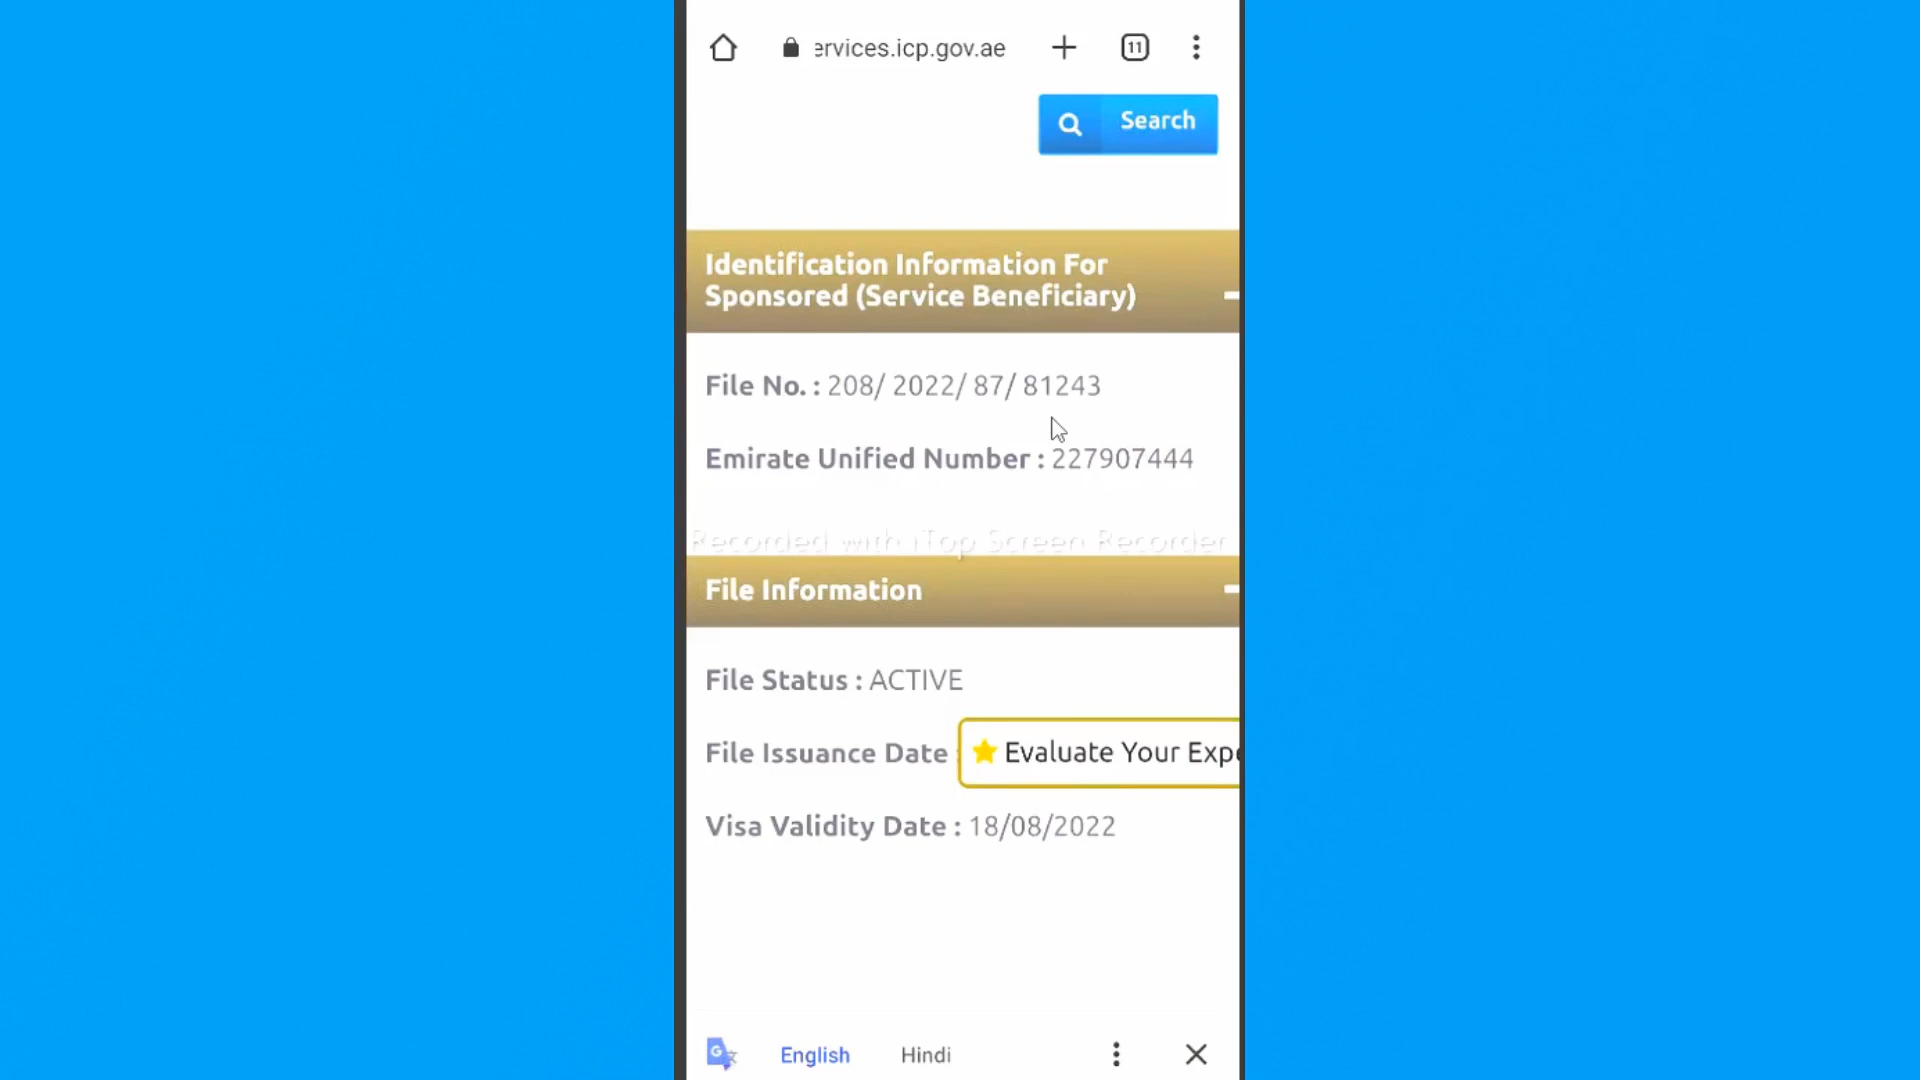 ervices.icp.gov.ae
11
Search
Identification Information For
Sponsored (Service Beneficiary)
File No. : 208/ 2022/ 87/ 81243
Emirate Unified Number : 227907444
Recorded with iTop Screen Recorder
File Information
File Status : ACTIVE
File Issuance Date :
Evaluate Your Expe
Visa Validity Date : 18/08/2022
G
English
Hindi